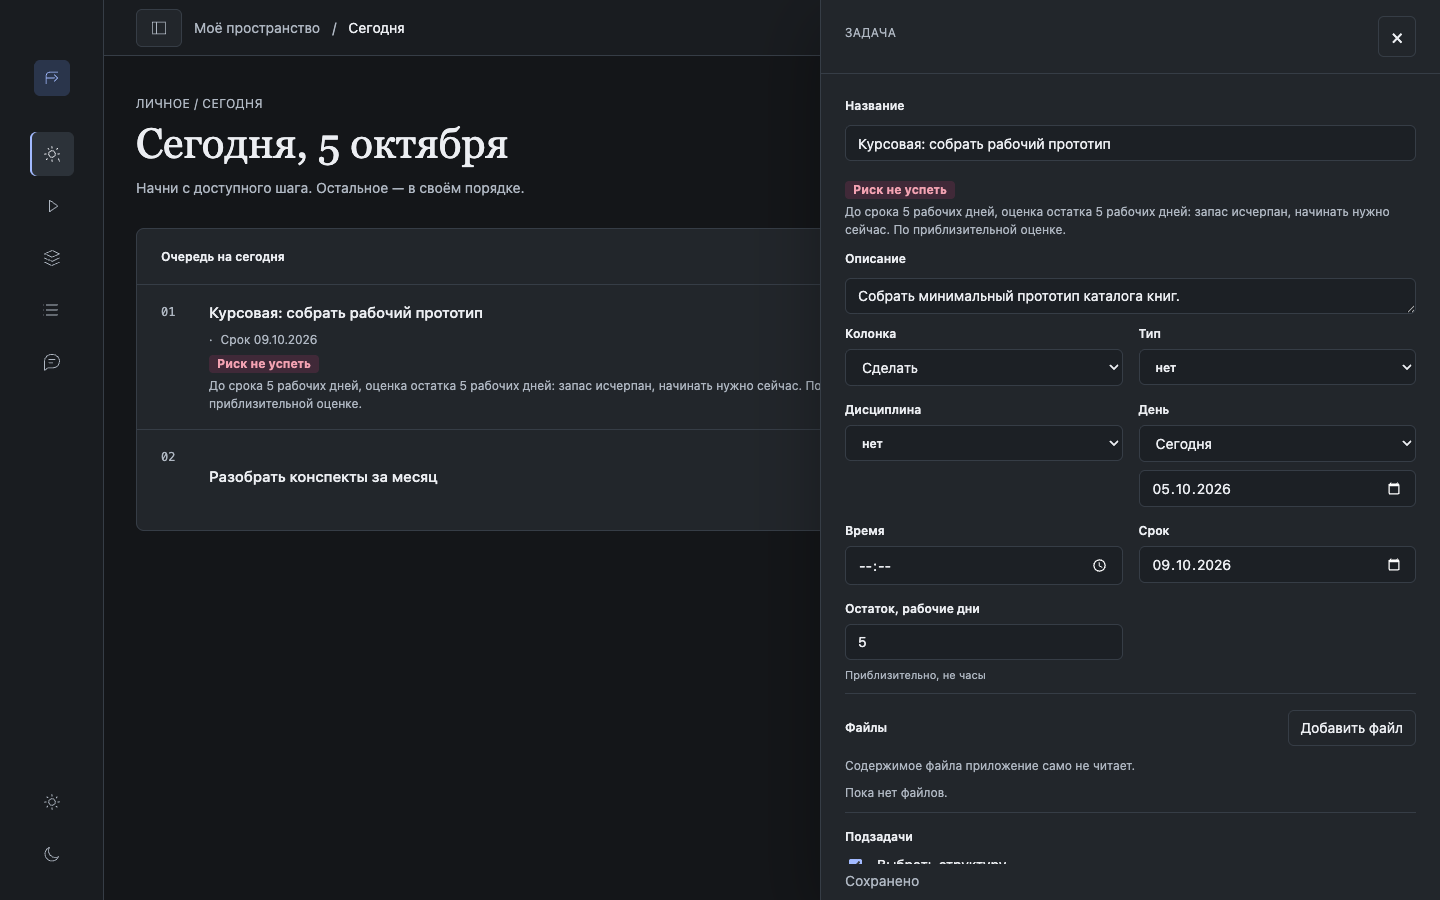 Моё пространство / Сегодня
ЛИЧНОЕ / СЕГОДНЯ
Сегодня, 5 октября
Начни с доступного шага. Остальное — в своём порядке.
Очередь на сегодня
01
Курсовая: собрать рабочий прототип
· Срок 09.10.2026
Риск не успеть
До срока 5 рабочих дней, оценка остатка 5 рабочих дней: запас исчерпан, начинать нужно сейчас. По
приблизительной оценке.
02
Разобрать конспекты за месяц
ЗАДАЧА
Название
Курсовая: собрать рабочий прототип
Риск не успеть
До срока 5 рабочих дней, оценка остатка 5 рабочих дней: запас исчерпан, начинать нужно
сейчас. По приблизительной оценке.
Описание
Собрать минимальный прототип каталога книг.
Колонка
Тип
Сделать
нет
Дисциплина
День
нет
Сегодня
05.10.2026
Время
Срок
--:--
09.10.2026
Остаток, рабочие дни
5
Приблизительно, не часы
Файлы
Добавить файл
Содержимое файла приложение само не читает.
Пока нет файлов.
Подзадачи
Выбрать структуру
Сохранено